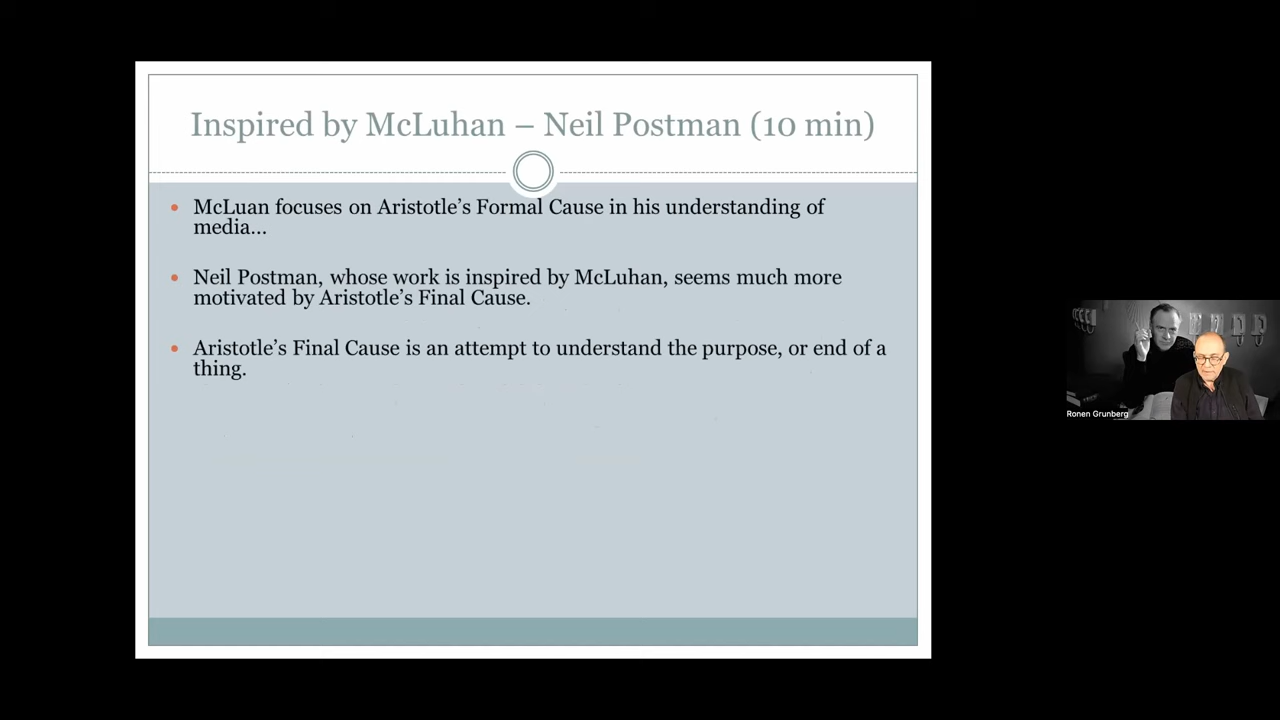 Inspired by McLuhan – Neil Postman (10 min)
McLuan focuses on Aristotle's Formal Cause in his understanding of
media...
Neil Postman, whose work is inspired by McLuhan, seems much more
motivated by Aristotle's Final Cause.
Aristotle's Final Cause is an attempt to understand the purpose, or end of a
thing.
Ronen Grunberg